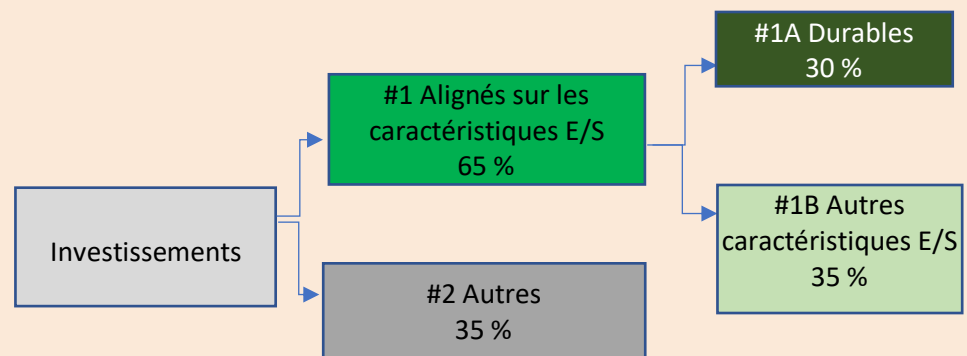 #1A Durables
30 %
#1 Alignés sur les
caractéristiques E/S
65 %
#1B Autres
caractéristiques E/S
35 %
Investissements
#2 Autres
35 %